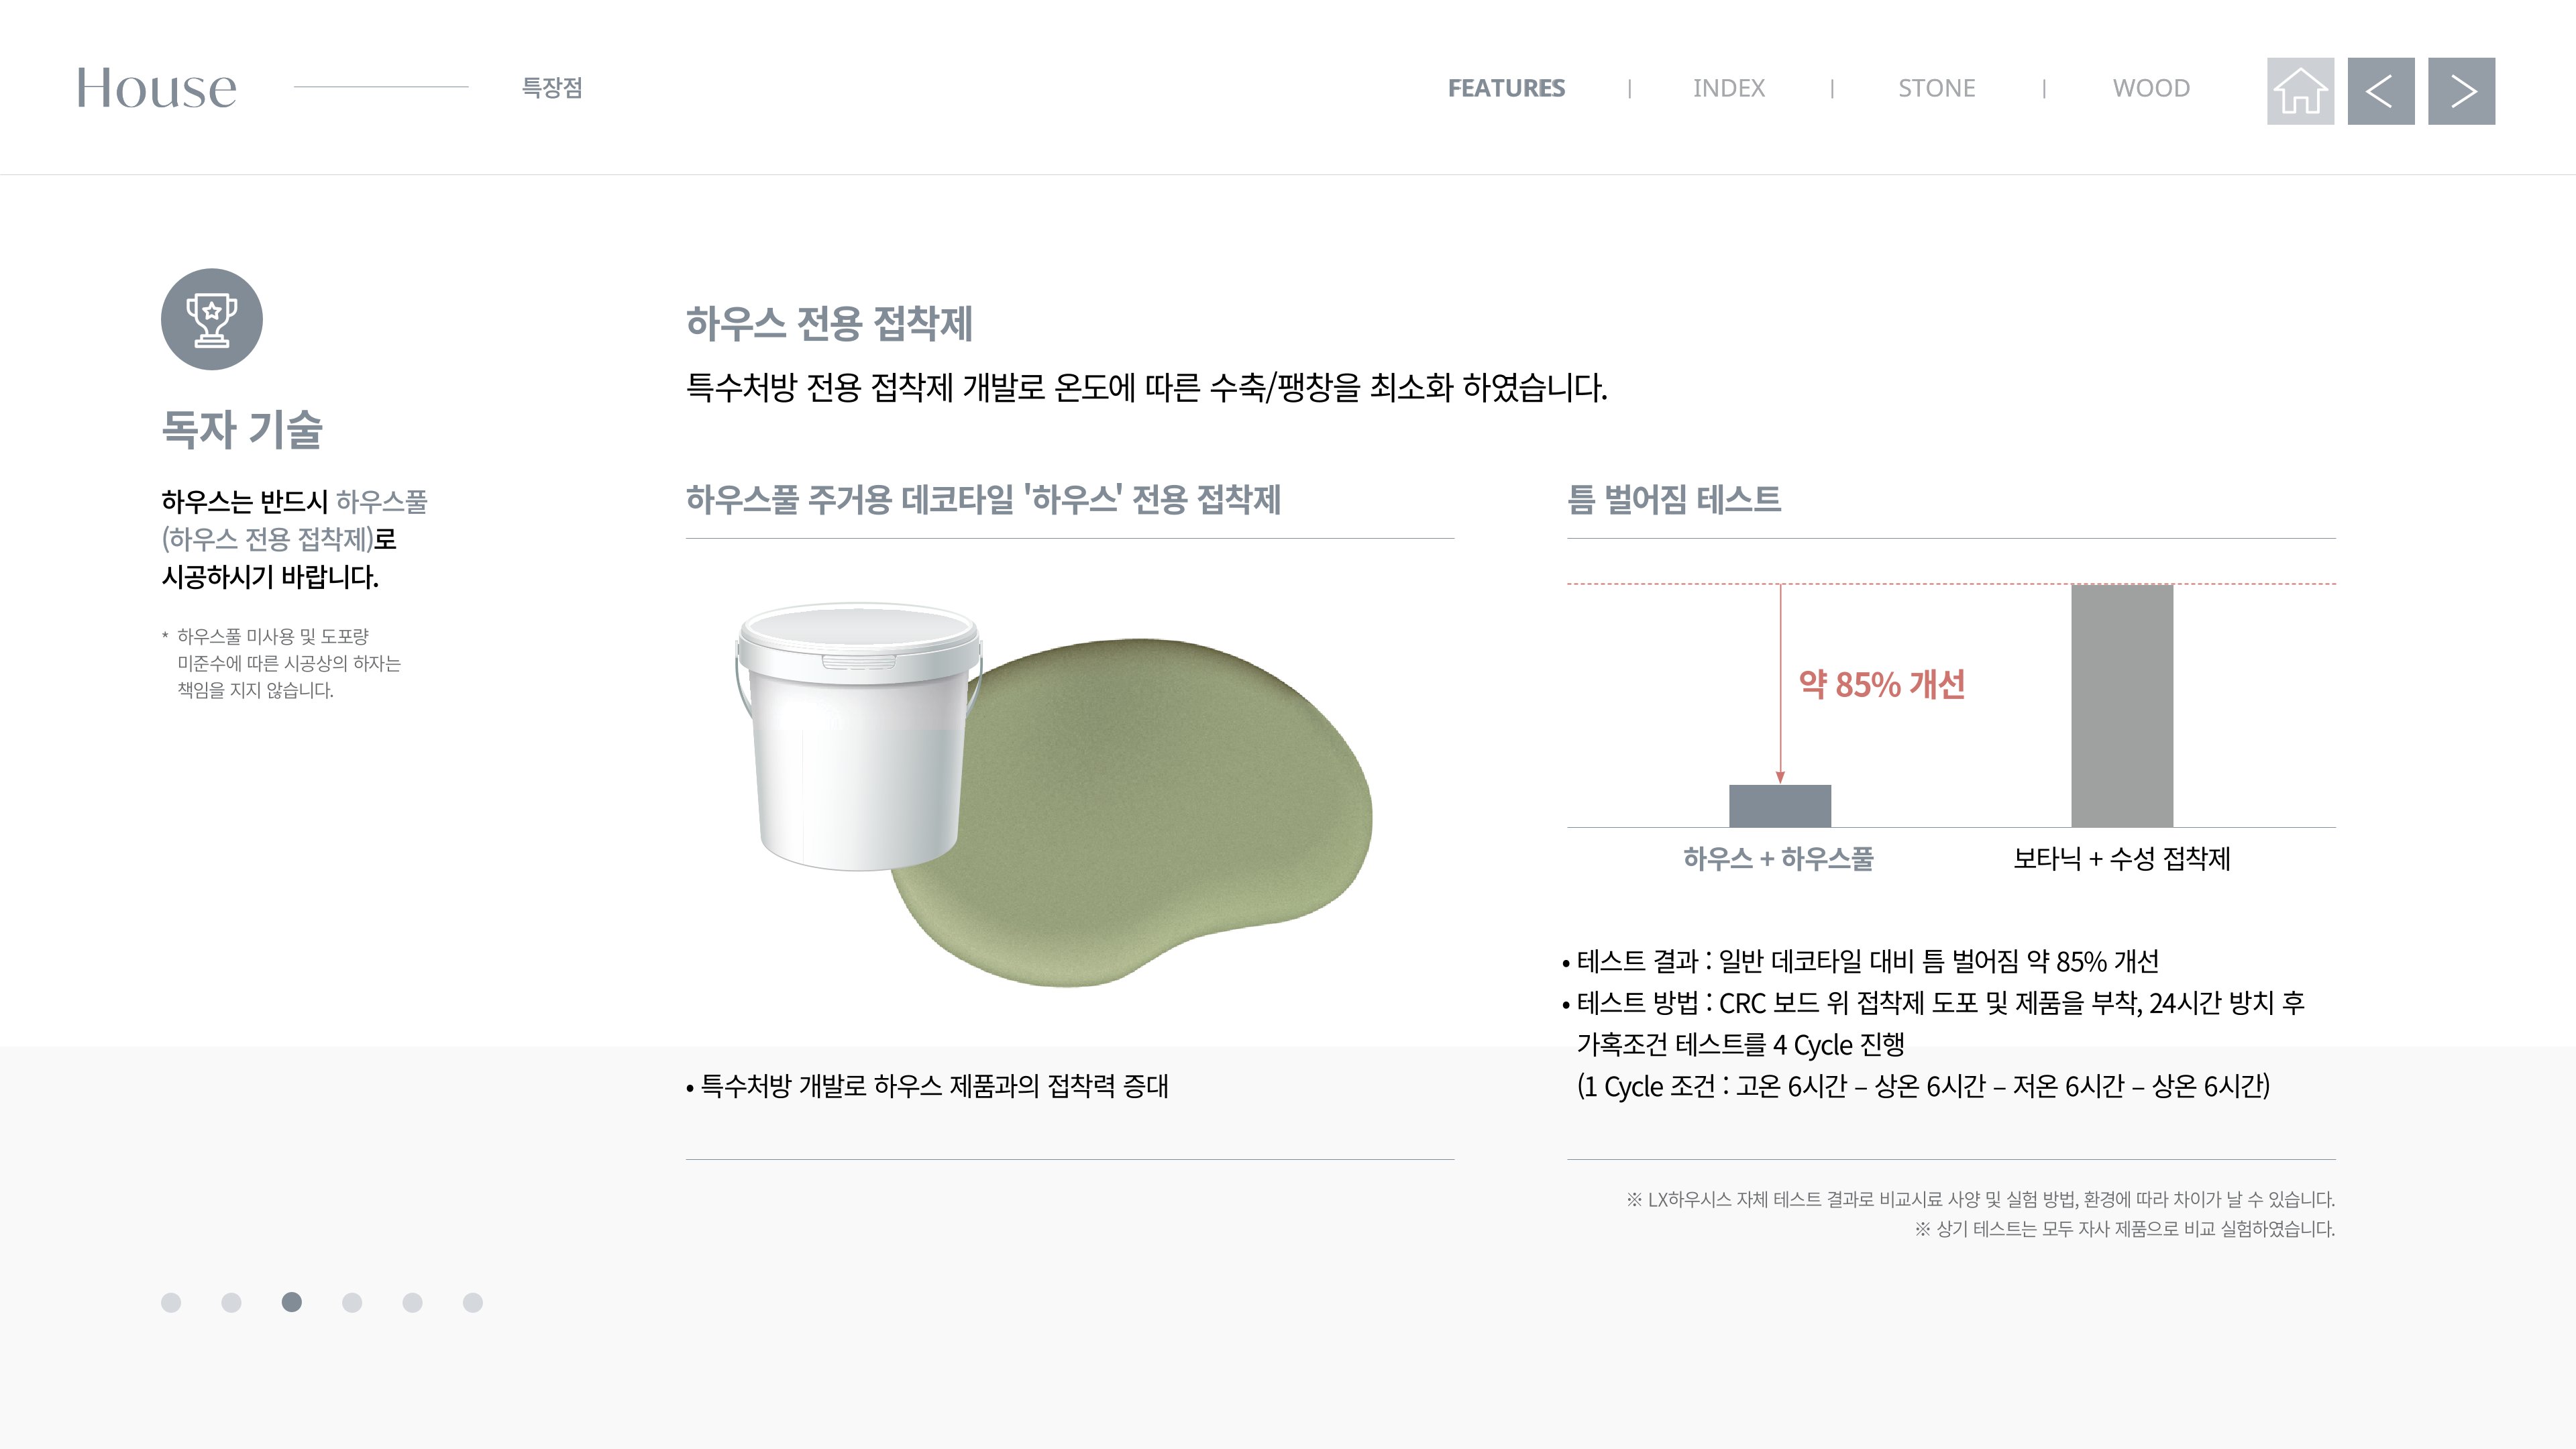 House
특장점
FEATURES | INDEX | STONE | WOOD
독자 기술
하우스는 반드시 하우스풀
(하우스 전용 접착제)로
시공하시기 바랍니다.
* 하우스풀 미사용 및 도포량
미준수에 따른 시공상의 하자는
책임을 지지 않습니다.
하우스 전용 접착제
특수처방 전용 접착제 개발로 온도에 따른 수축/팽창을 최소화 하였습니다.
하우스풀 주거용 데코타일 '하우스' 전용 접착제
• 특수처방 개발로 하우스 제품과의 접착력 증대
틈 벌어짐 테스트
약 85% 개선
하우스 + 하우스풀
보타닉 + 수성 접착제
• 테스트 결과 : 일반 데코타일 대비 틈 벌어짐 약 85% 개선
• 테스트 방법 : CRC 보드 위 접착제 도포 및 제품을 부착, 24시간 방치 후
가혹조건 테스트를 4 Cycle 진행
(1 Cycle 조건 : 고온 6시간 – 상온 6시간 – 저온 6시간 – 상온 6시간)
※ LX하우시스 자체 테스트 결과로 비교시료 사양 및 실험 방법, 환경에 따라 차이가 날 수 있습니다.
※ 상기 테스트는 모두 자사 제품으로 비교 실험하였습니다.